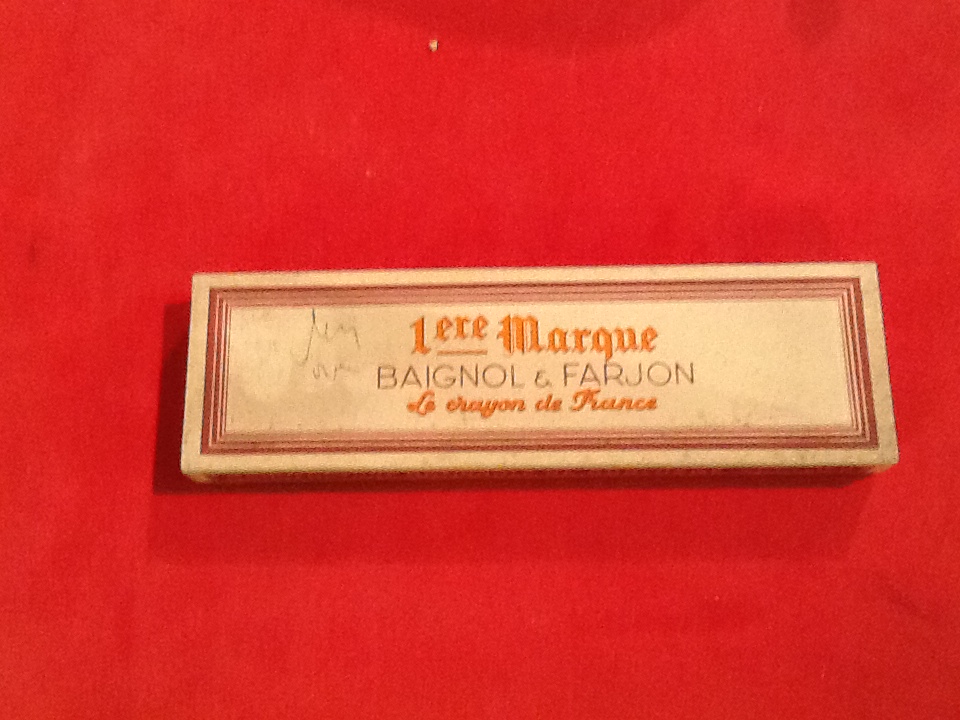 1ere Marque
BAIGNOL & FARJON
Le crayon de France